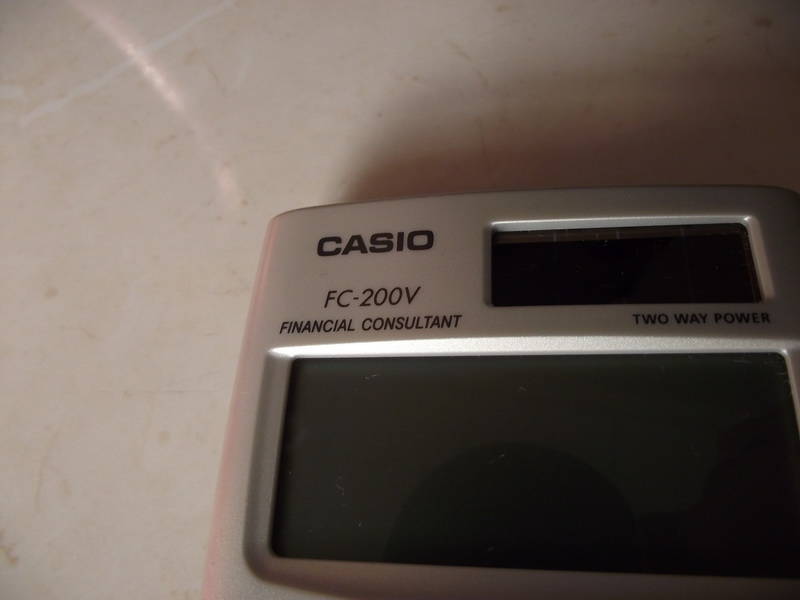 CASIO
FC-200V
FINANCIAL CONSULTANT
TWO WAY POWER